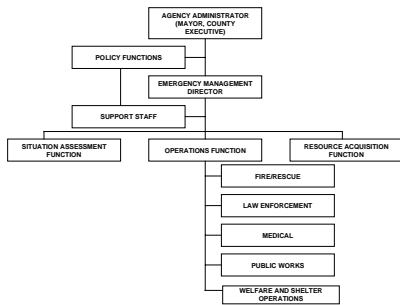 AGENCY ADMINISTRATOR
(MAYOR, COUNTY
EXECUTIVE)
POLICY FUNCTIONS
EMERGENCY MANAGEMENT
DIRECTOR
SUPPORT STAFF
SITUATION ASSESSMENT
FUNCTION
OPERATIONS FUNCTION
RESOURCE ACQUISITION
FUNCTION
FIRE/RESCUE
LAW ENFORCEMENT
MEDICAL
PUBLIC WORKS
WELFARE AND SHELTER
OPERATIONS